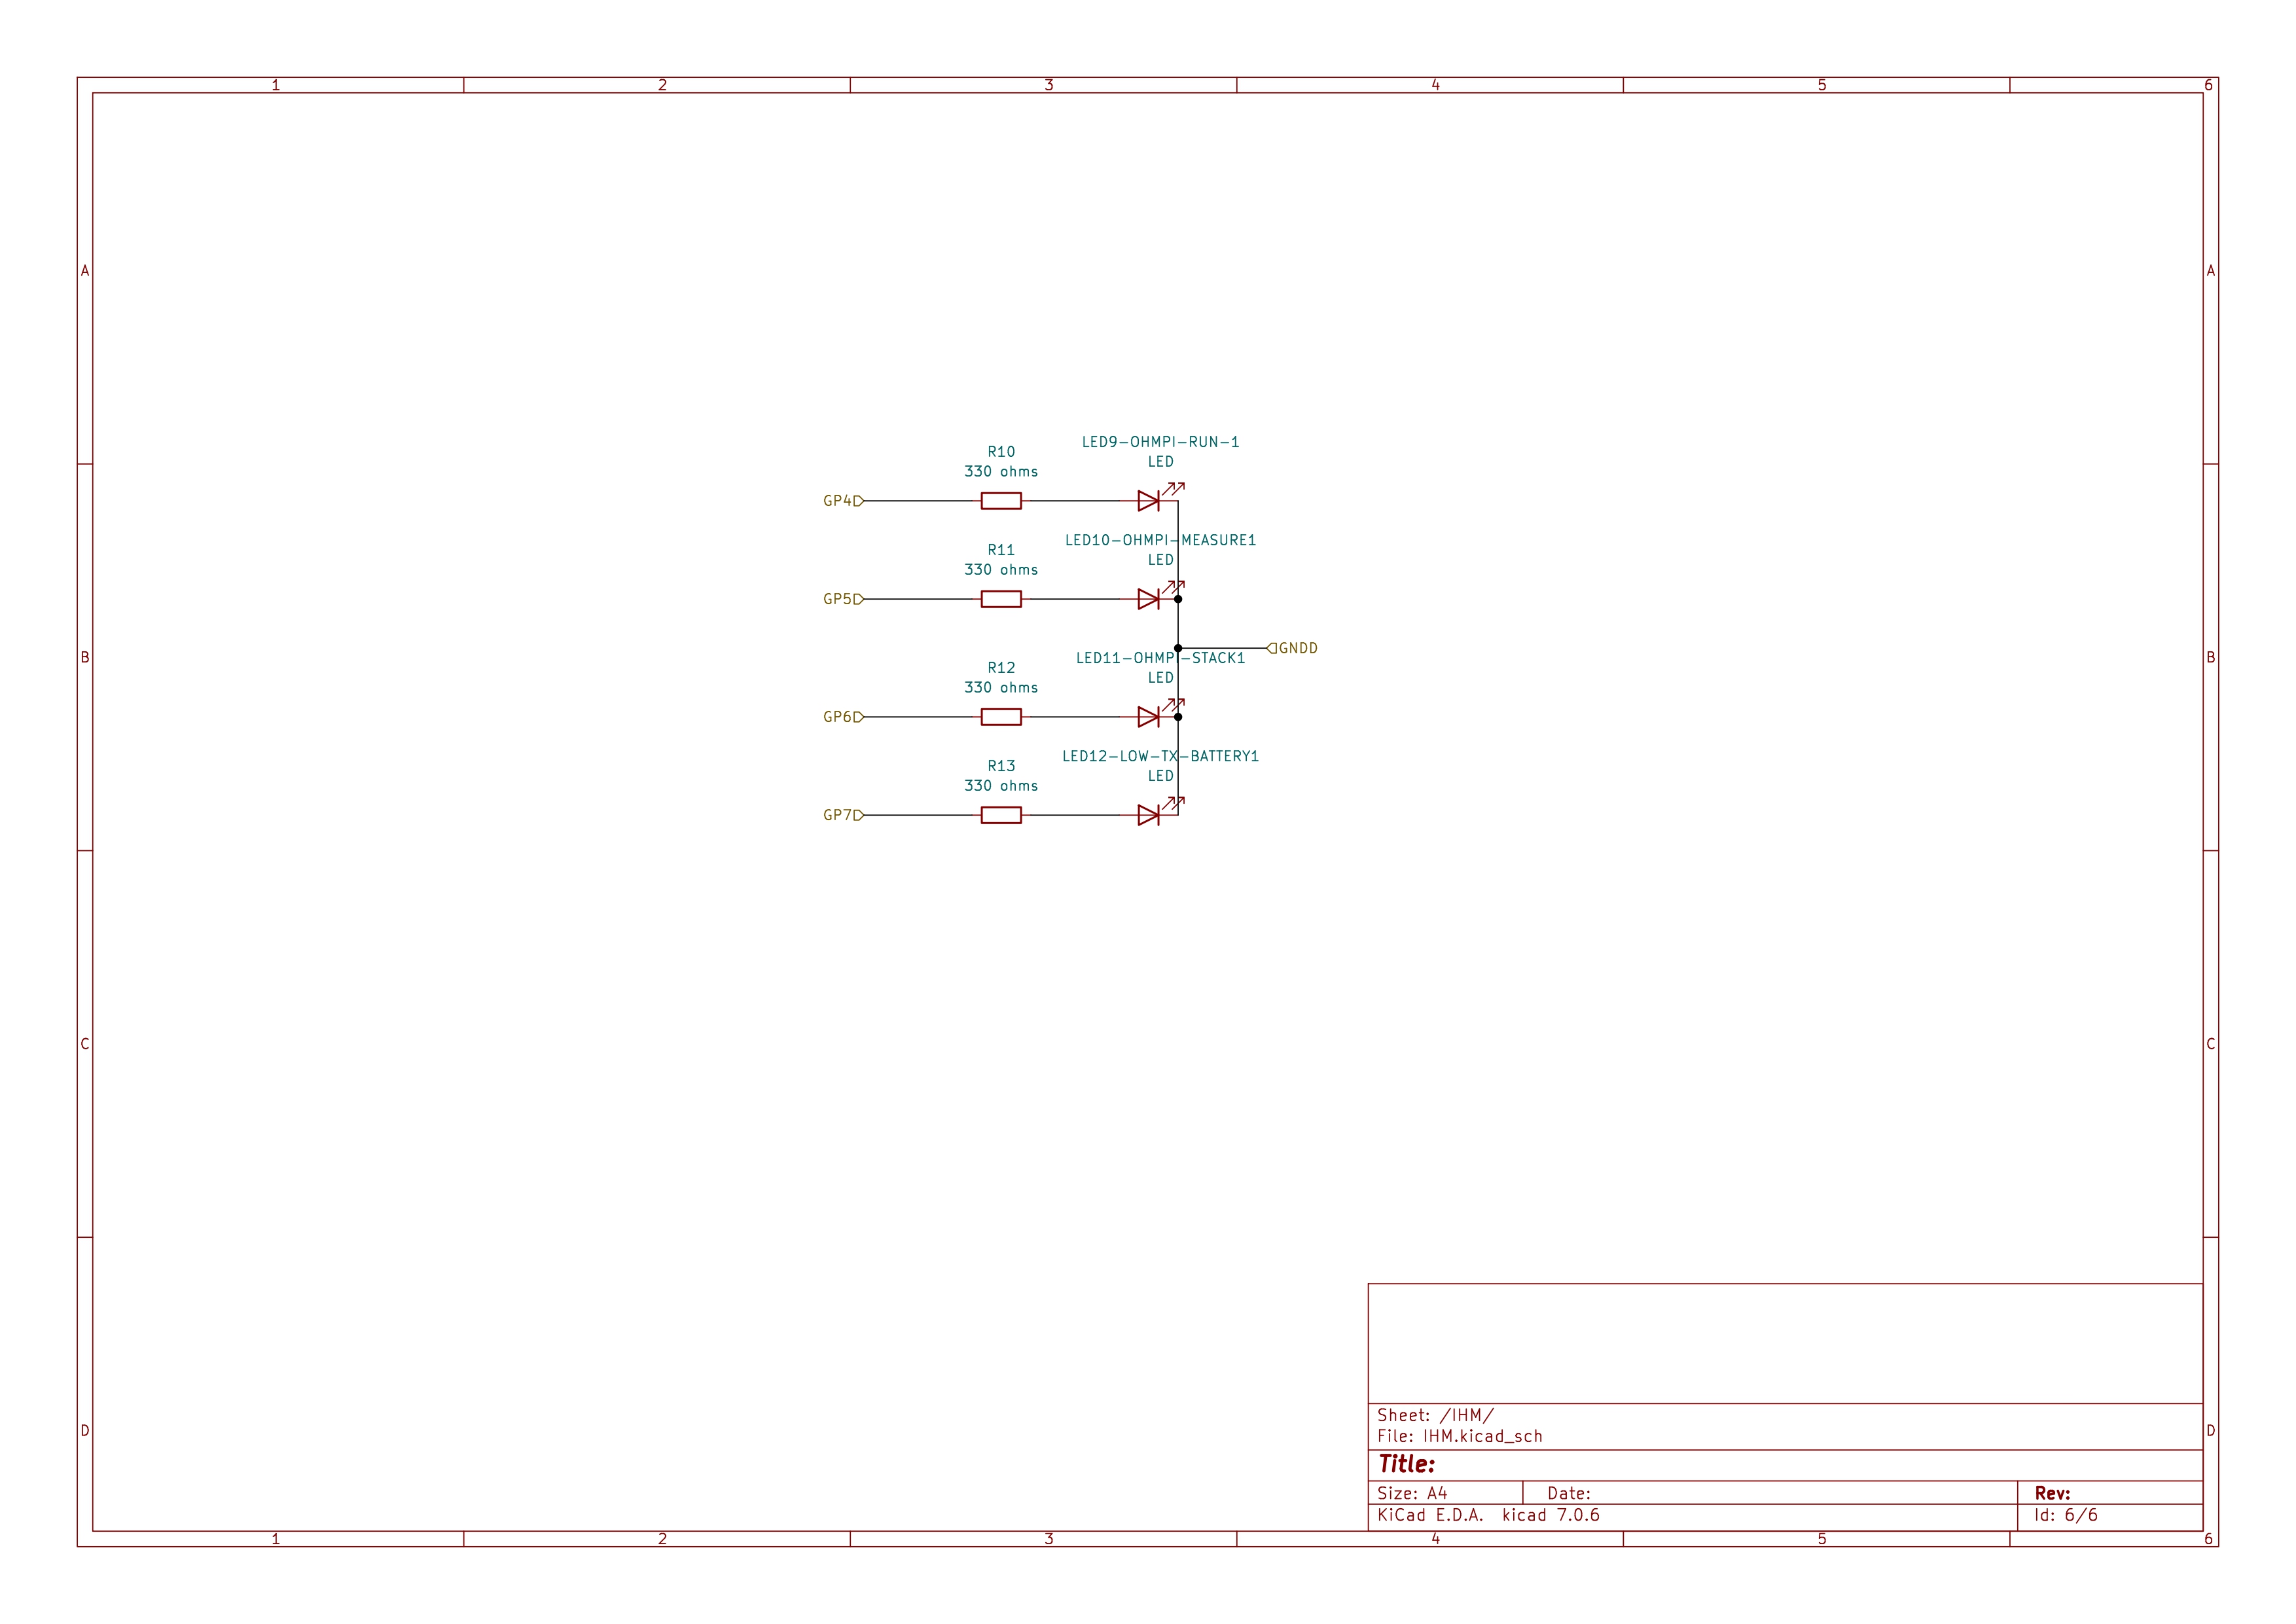 1 2 3 4 5 6
A A
R10
330 ohms
LED9-OHMPI-RUN-1
LED
GP4
R11
330 ohms
LED10-OHMPI-MEASURE1
LED
GP5
GNDD
B B
R12
330 ohms
LED11-OHMPI-STACK1
LED
GP6
R13
330 ohms
LED12-LOW-TX-BATTERY1
LED
GP7
C C
D D
Sheet: /IHM/
File: IHM.kicad_sch
Title:
Size: A4 Date: Rev:
KiCad E.D.A. kicad 7.0.6 Id: 6/6
1 2 3 4 5 6